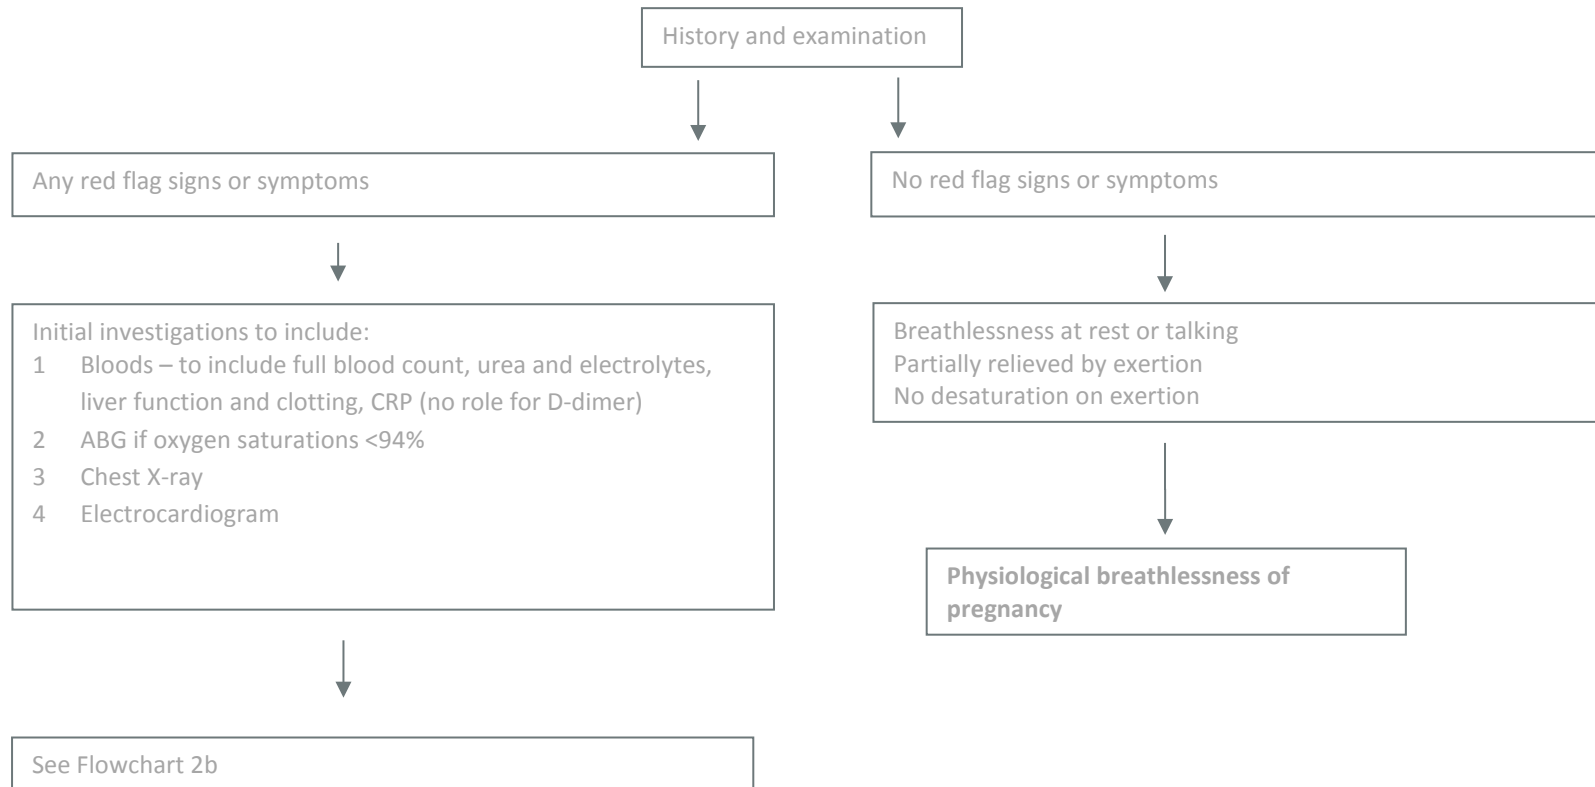 History and examination
Any red flag signs or symptoms
No red flag signs or symptoms
Initial investigations to include:
1 Bloods – to include full blood count, urea and electrolytes,
liver function and clotting, CRP (no role for D-dimer)
2 ABG if oxygen saturations <94%
3 Chest X-ray
4 Electrocardiogram
Breathlessness at rest or talking
Partially relieved by exertion
No desaturation on exertion
Physiological breathlessness of
pregnancy
See Flowchart 2b